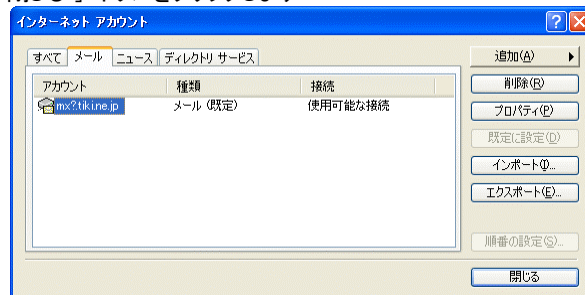 インターネット アカウント
すべて メール ニュース ディレクトリ サービス
追加(A)
アカウント 種類 接続
mx?.tiki.ne.jp メール (既定) 使用可能な接続
削除(R)
プロパティ(P)
既定に設定(D)
インポート(I)...
エクスポート(E)...
順番の設定(S)...
閉じる